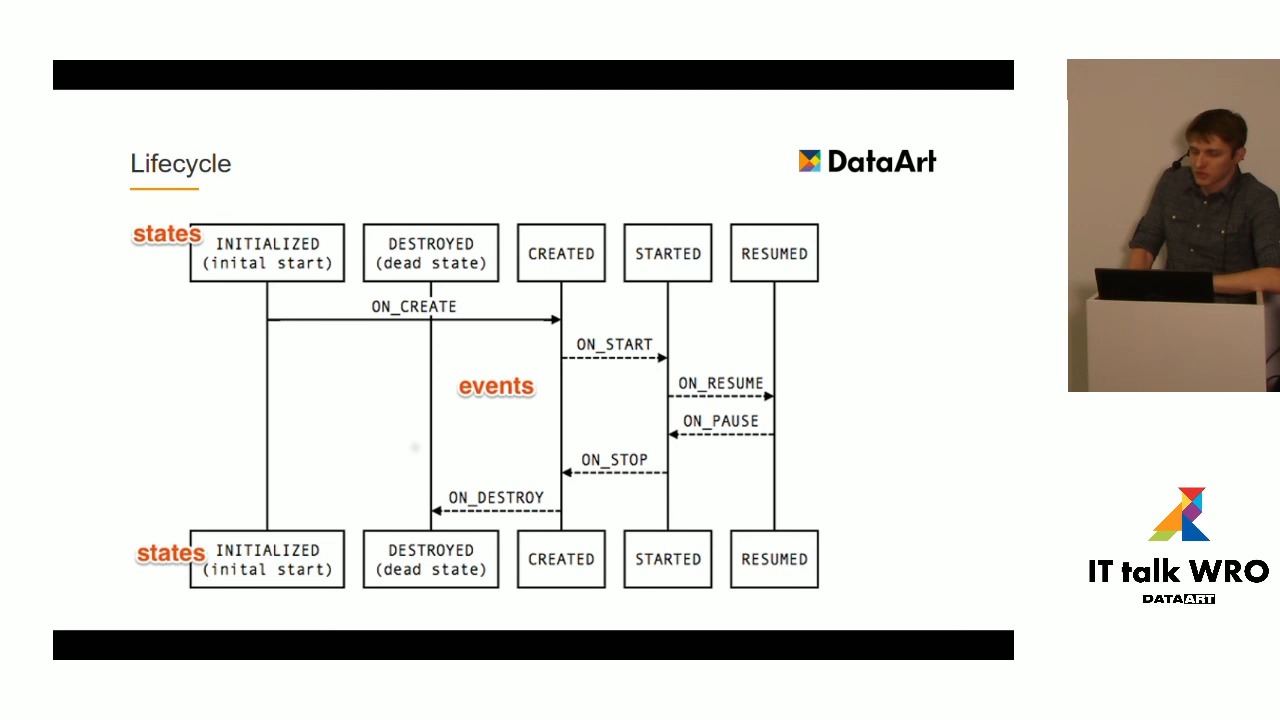 Lifecycle
DataArt
states
INITIALIZED
(inital start)
DESTROYED
(dead state)
CREATED
STARTED
RESUMED
ON_CREATE
ON_START
events
ON_RESUME
ON_PAUSE
ON_STOP
ON_DESTROY
states
INITIALIZED
(inital start)
DESTROYED
(dead state)
CREATED
STARTED
RESUMED
IT talk WRO
DATAART